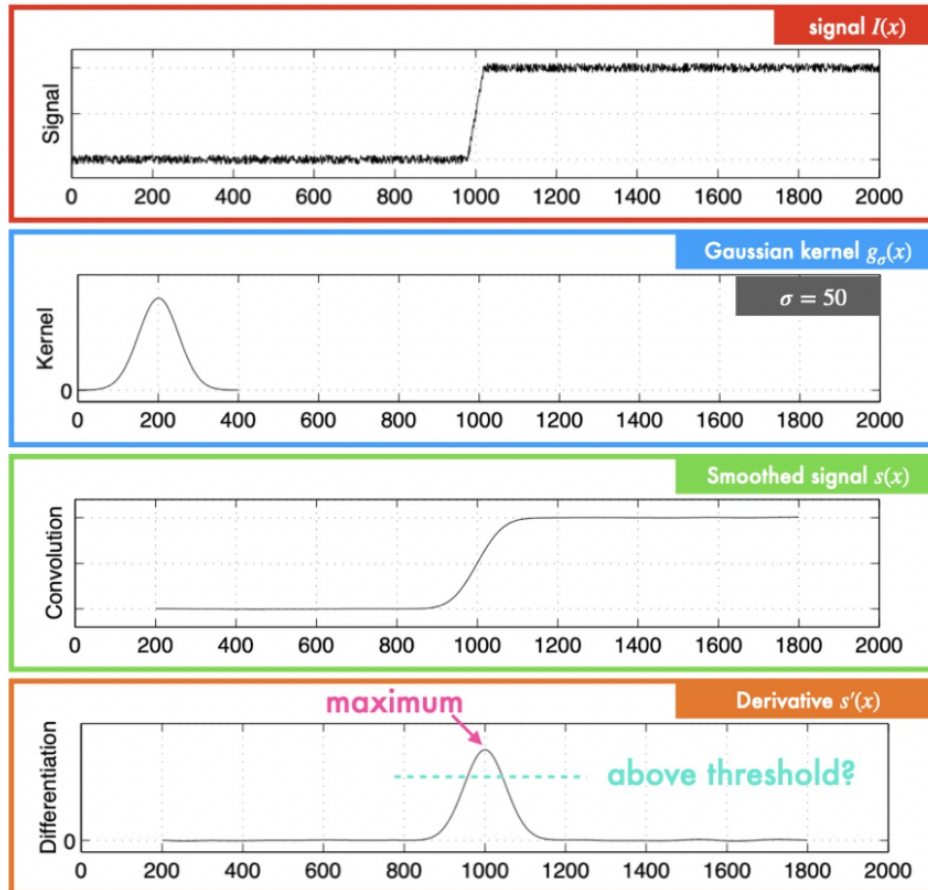 signal I(x)
Signal
0 200 400 600 800 1000 1200 1400 1600 1800 2000
Gaussian kernel gσ(x)
σ = 50
Kernel
0
0 200 400 600 800 1000 1200 1400 1600 1800 2000
Smoothed signal s(x)
Convolution
0 200 400 600 800 1000 1200 1400 1600 1800 2000
Derivative s′(x)
maximum
above threshold?
Differentiation
0
0 200 400 600 800 1000 1200 1400 1600 1800 2000